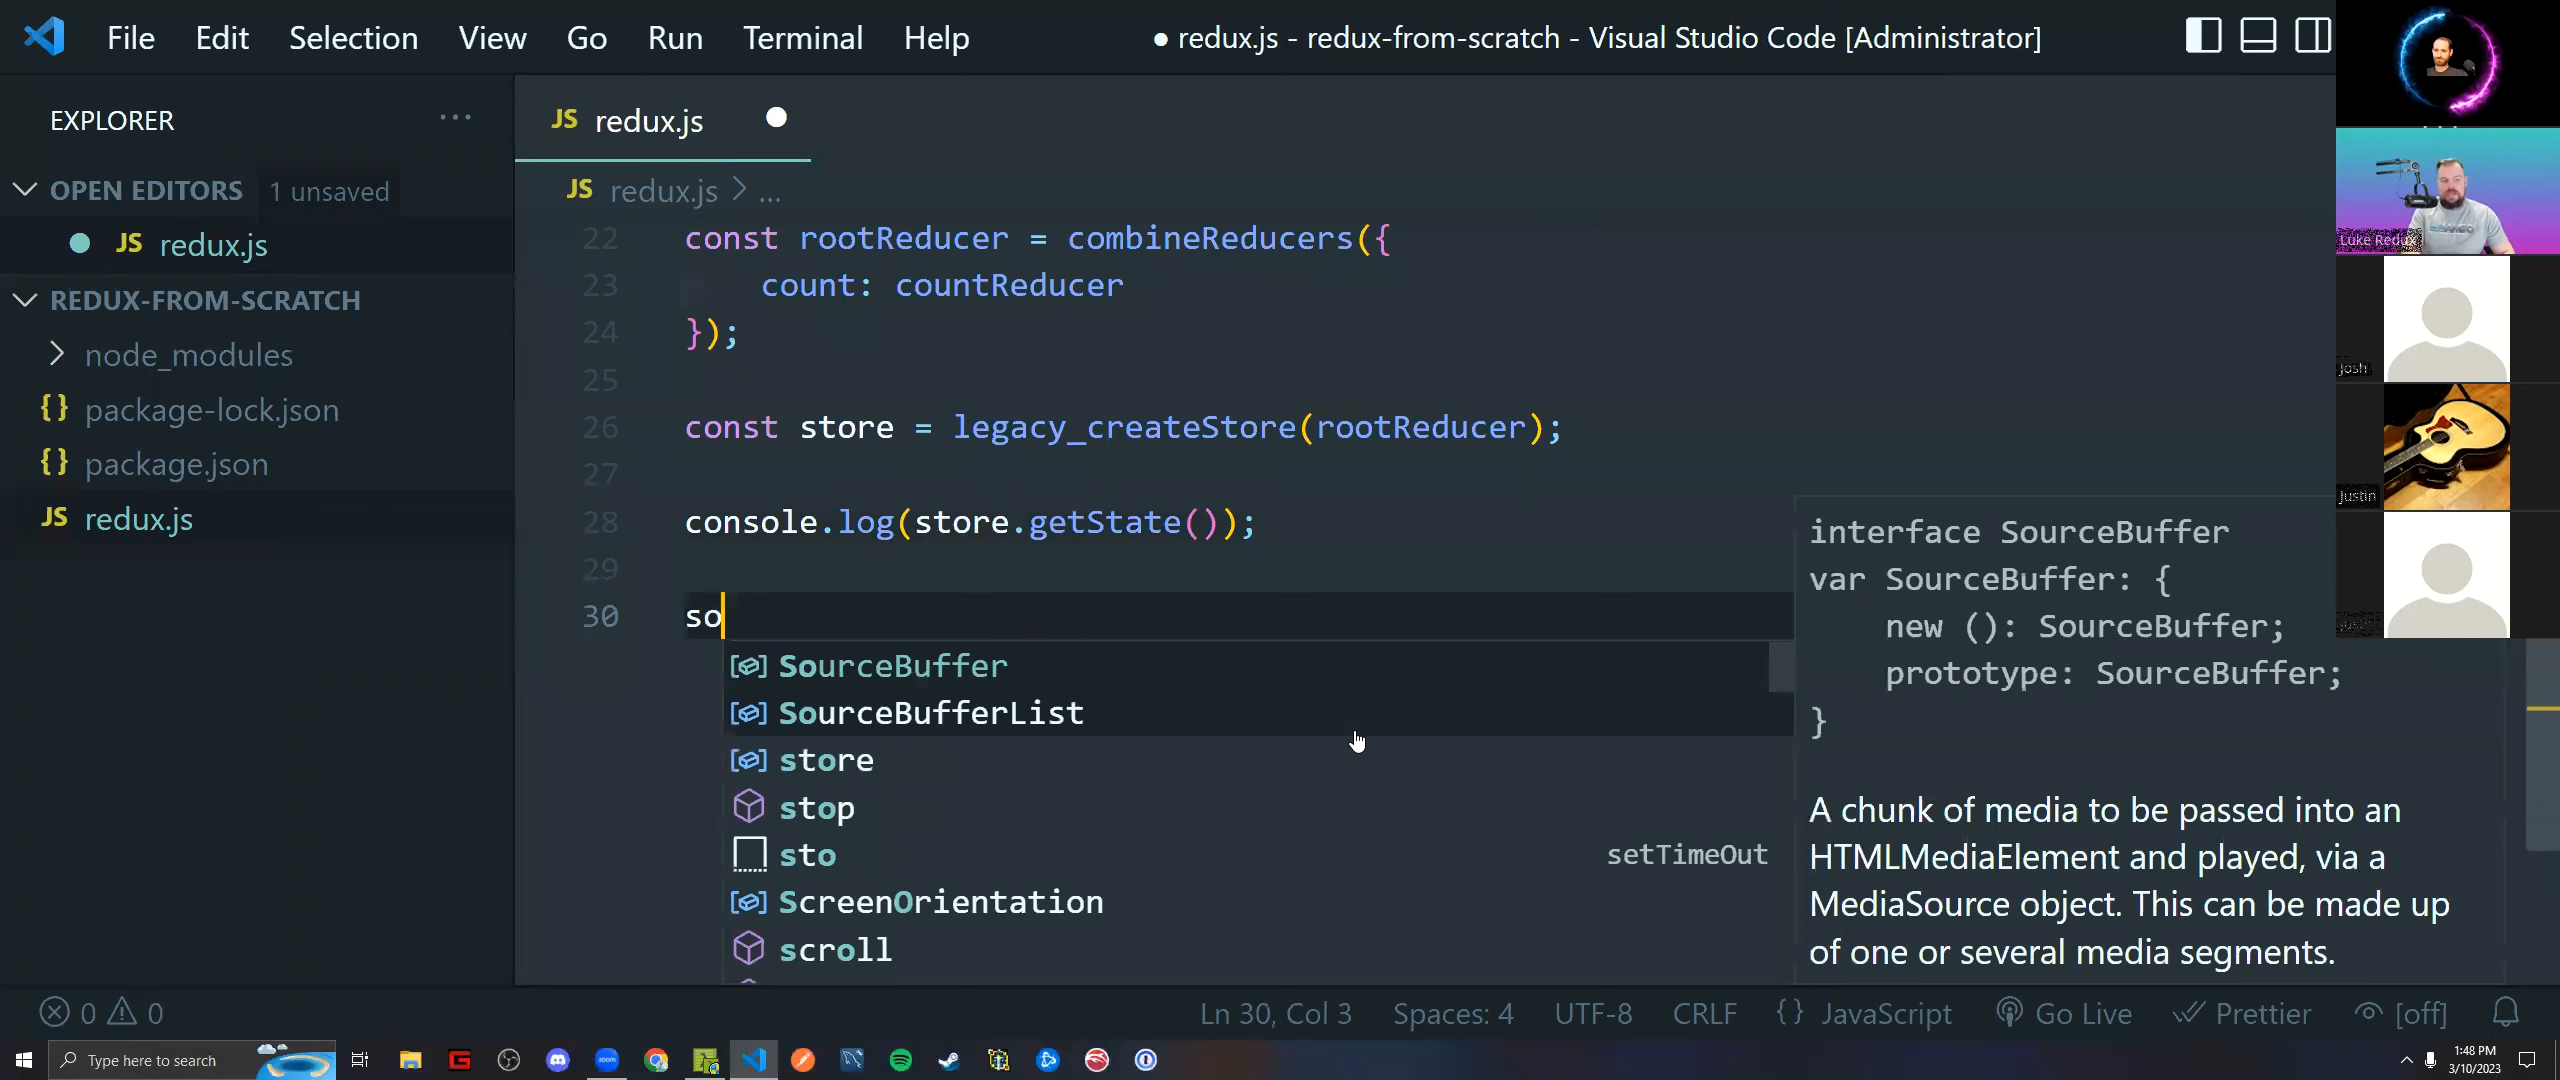 File Edit Selection View Go Run Terminal Help
● redux.js - redux-from-scratch - Visual Studio Code [Administrator]
EXPLORER ...
OPEN EDITORS 1 unsaved
JS redux.js
REDUX-FROM-SCRATCH
node_modules
{} package-lock.json
{} package.json
JS redux.js
JS redux.js
JS redux.js > ...
22 const rootReducer = combineReducers({
23 count: countReducer
24 });
25
26 const store = legacy_createStore(rootReducer);
27
28 console.log(store.getState());
29
30 so
SourceBuffer
SourceBufferList
store
stop
sto setTimeOut
ScreenOrientation
scroll
interface SourceBuffer
var SourceBuffer: {
new (): SourceBuffer;
prototype: SourceBuffer;
}
A chunk of media to be passed into an
HTMLMediaElement and played, via a
MediaSource object. This can be made up
of one or several media segments.
Luke Redux
Josh
Justin
0 0
Ln 30, Col 3 Spaces: 4 UTF-8 CRLF {} JavaScript Go Live Prettier [off]
Type here to search
zoom
1:48 PM
3/10/2023